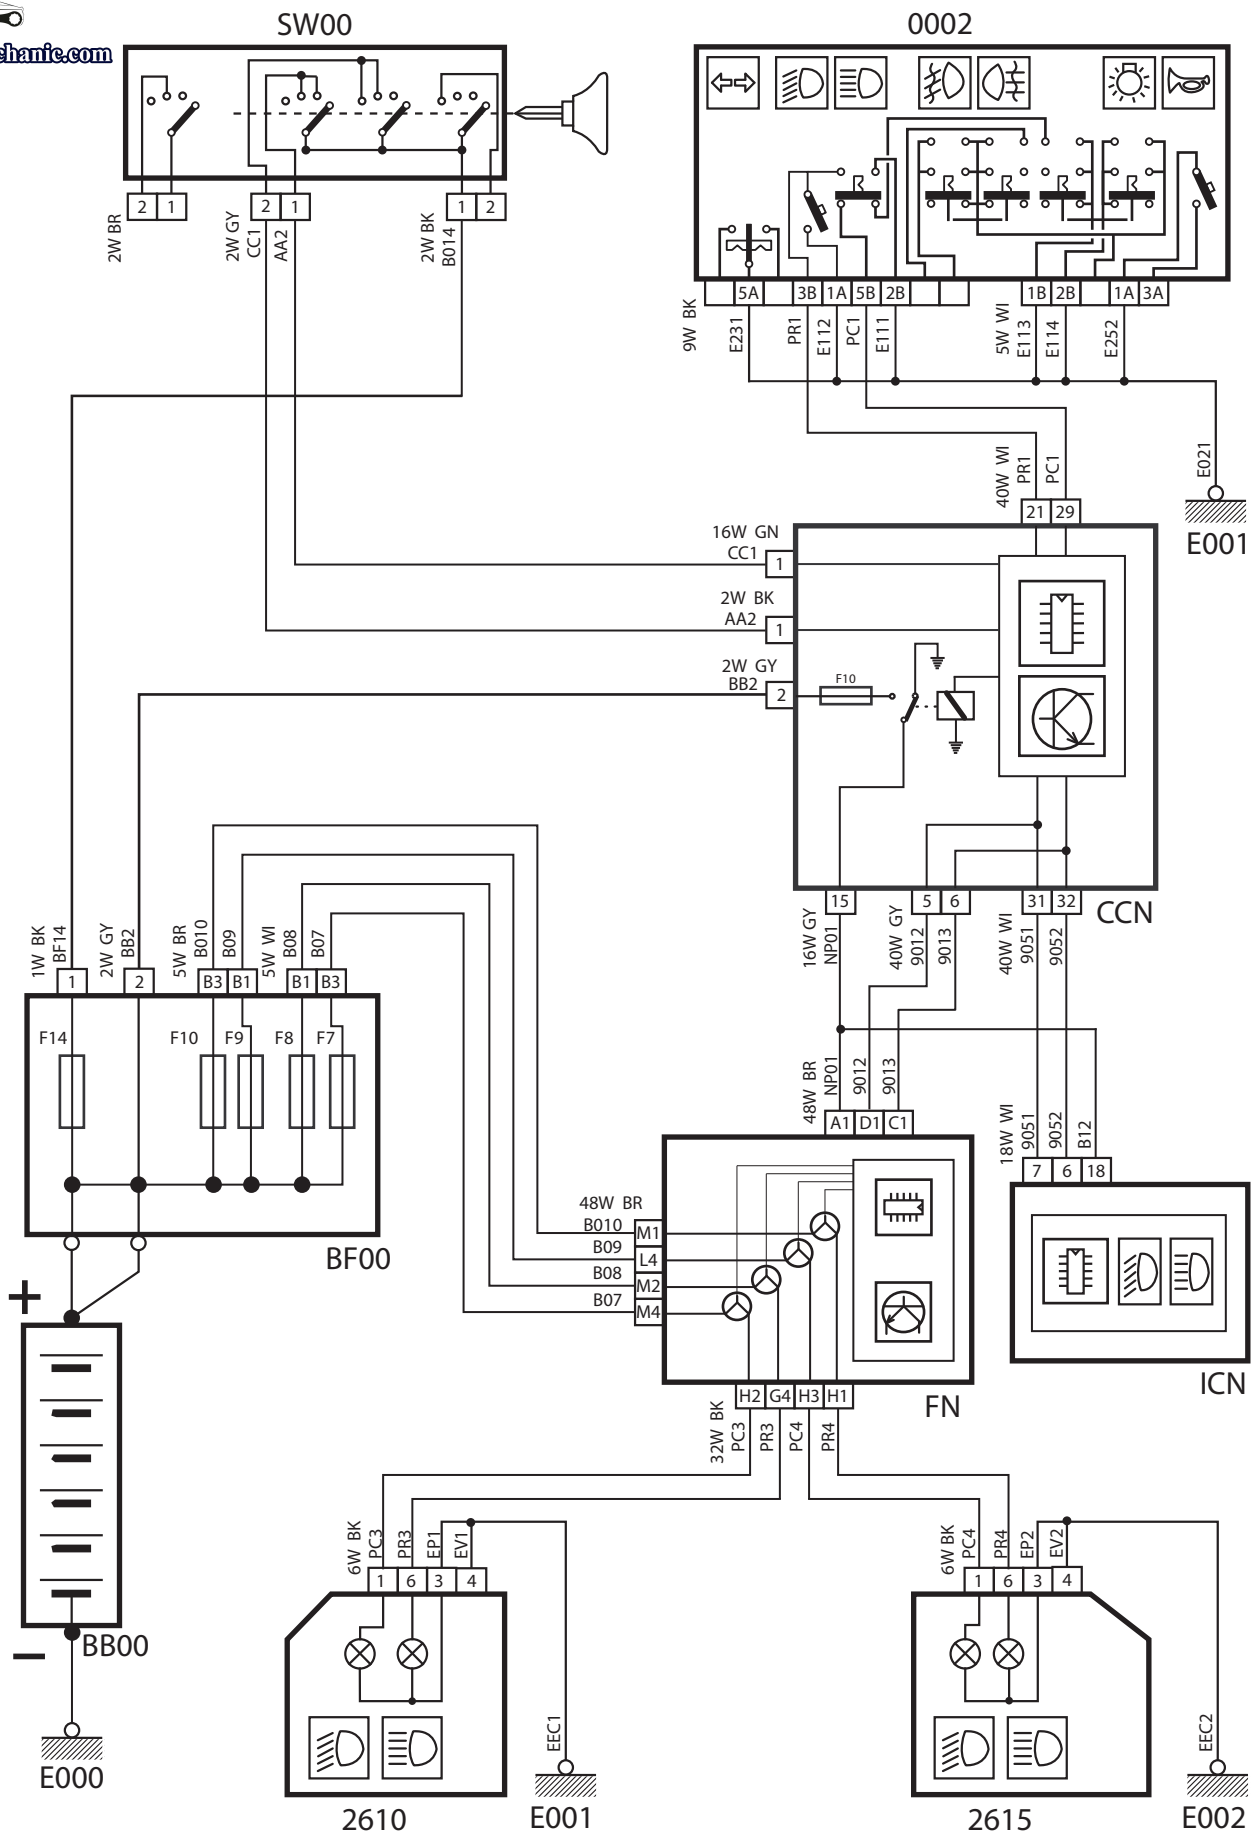 SW00
0002
chanic.com
2 1
2 1
1 2
2W BR
2W GY
CC1
AA2
2W BK
B014
5A
3B 1A 5B 2B
1B 2B
1A 3A
9W BK
E231
PR1
E112
PC1
E111
5W WI
E113
E114
E252
40W WI
PR1
PC1
E021
21 29
E001
16W GN
CC1
1
2W BK
AA2
1
2W GY
BB2
2
F10
15
5 6
31 32
CCN
16W GY
NP01
40W GY
9012
9013
40W WI
9051
9052
1W BK
BF14
2W GY
BB2
5W BR
B010
B09
5W WI
B08
B07
1
2
B3 B1
B1 B3
F14
F10
F9
F8
F7
BF00
48W BR
NP01
9012
9013
A1 D1 C1
18W WI
9051
9052
B12
7 6 18
48W BR
B010
M1
B09
L4
B08
M2
B07
M4
ICN
H2 G4 H3 H1
FN
32W BK
PC3
PR3
PC4
PR4
+
6W BK
PC3
PR3
EP1
EV1
1 6 3 4
6W BK
PC4
PR4
EP2
EV2
1 6 3 4
BB00
–
EEC1
EEC2
E000
2610
E001
2615
E002